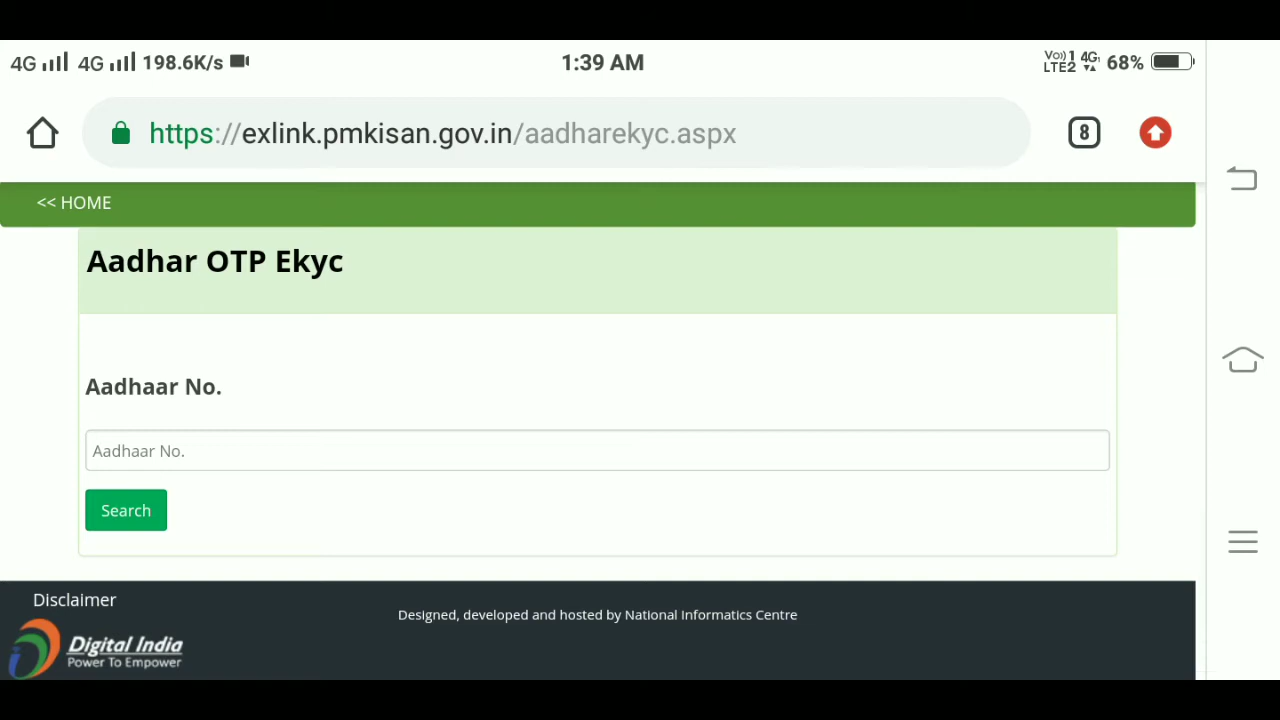 4G 4G 198.6K/s 1:39 AM Vo) 1 4G 68%
LTE2
https://exlink.pmkisan.gov.in/aadharekyc.aspx 8
<< HOME
Aadhar OTP Ekyc
Aadhaar No.
Aadhaar No.
Search
Disclaimer
Designed, developed and hosted by National Informatics Centre
Digital India
Power To Empower